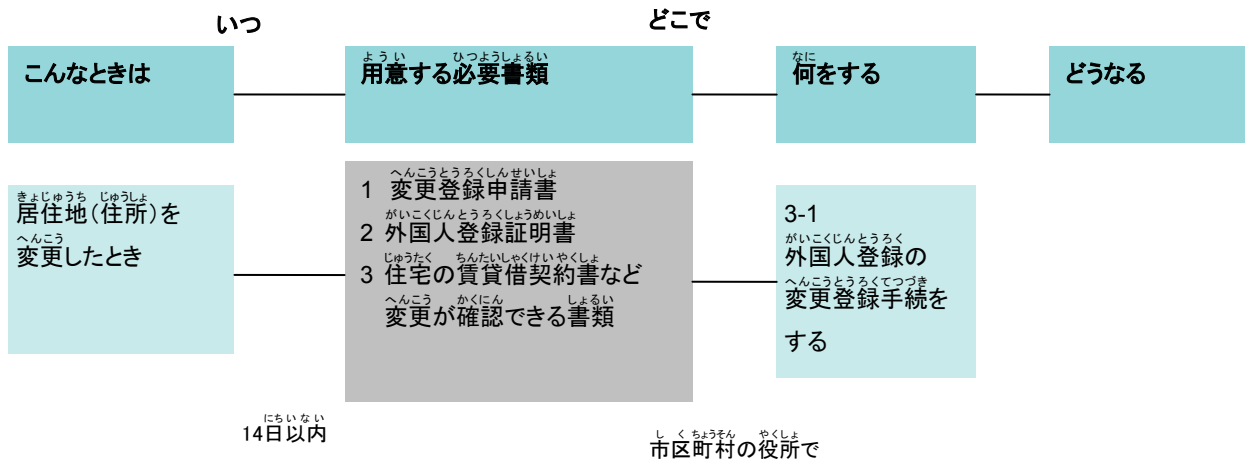 いつ
どこで
こんなときは
ようい ひつようしょるい
用意する必要書類
なに
何をする
どうなる
きょじゅうち じゅうしょ
居住地(住所)を
へんこう
変更したとき
へんこうとうろくしんせいしょ
1 変更登録申請書
がいこくじんとうろくしょうめいしょ
2 外国人登録証明書
じゅうたく ちんたいしゃくけいやくしょ
3 住宅の賃貸借契約書など
へんこう かくにん しょるい
変更が確認できる書類
3-1
がいこくじんとうろく
外国人登録の
へんこうとうろくてつづき
変更登録手続を
する
にちいない
14日以内
しくちょうそん やくしょ
市区町村の役所で